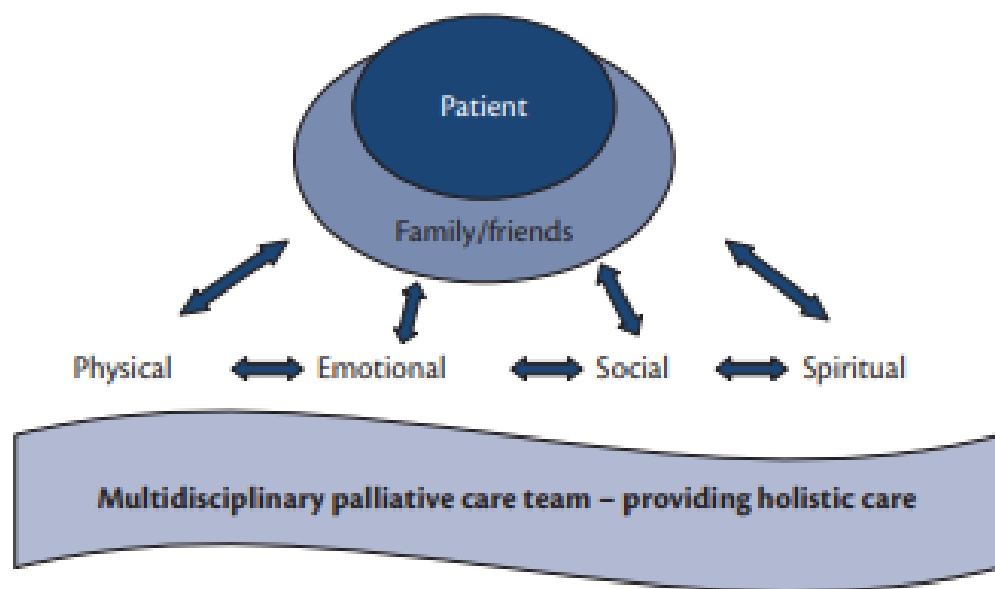 Patient
Family/friends
Physical Emotional Social Spiritual
Multidisciplinary palliative care team – providing holistic care